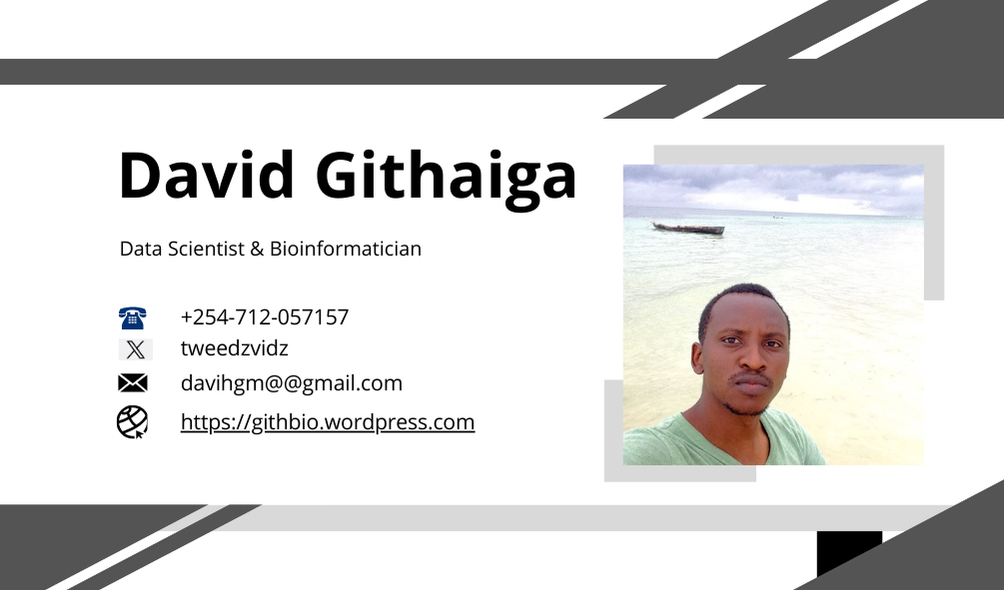 David Githaiga
Data Scientist & Bioinformatician
+254-712-057157
tweedzvidz
davihgm@@gmail.com
https://githbio.wordpress.com